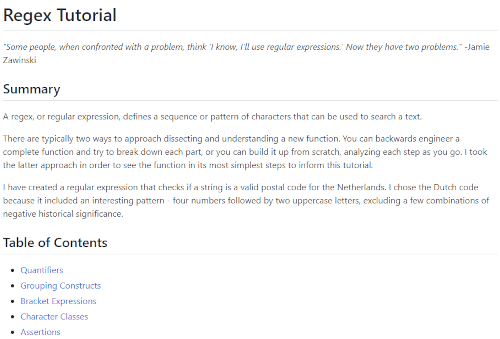 Regex Tutorial
"Some people, when confronted with a problem, think 'I know, I'll use regular expressions.' Now they have two problems." -Jamie
Zawinski
Summary
A regex, or regular expression, defines a sequence or pattern of characters that can be used to search a text.
There are typically two ways to approach dissecting and understanding a new function. You can backwards engineer a
complete function and try to break down each part, or you can build it up from scratch, analyzing each step as you go. I took
the latter approach in order to see the function in its most simplest steps to inform this tutorial.
I have created a regular expression that checks if a string is a valid postal code for the Netherlands. I chose the Dutch code
because it included an interesting pattern - four numbers followed by two uppercase letters, excluding a few combinations of
negative historical significance.
Table of Contents
Quantifiers
Grouping Constructs
Bracket Expressions
Character Classes
Assertions